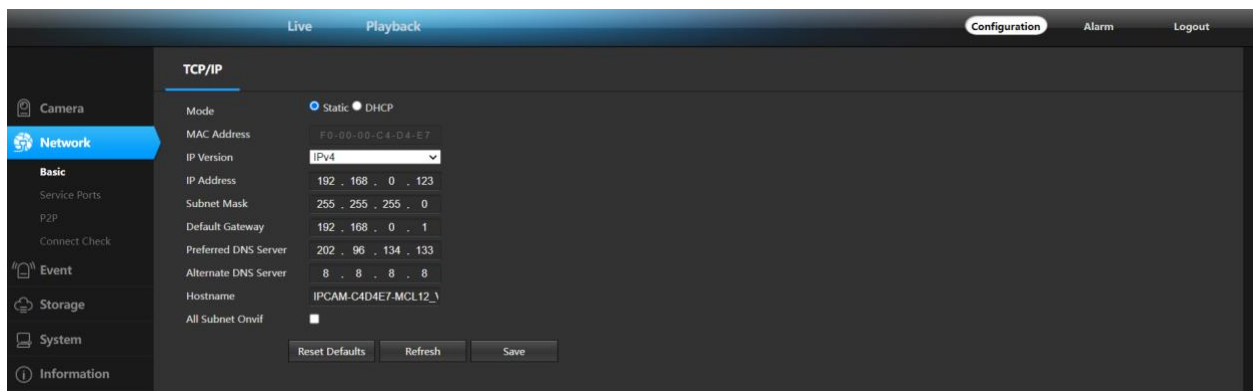 Live Playback Configuration Alarm Logout
TCP/IP
Camera
Network
Basic
Service Ports
P2P
Connect Check
Event
Storage
System
Information
Mode Static DHCP
MAC Address F0-00-00-C4-D4-E7
IP Version IPv4
IP Address 192 . 168 . 0 . 123
Subnet Mask 255 . 255 . 255 . 0
Default Gateway 192 . 168 . 0 . 1
Preferred DNS Server 202 . 96 . 134 . 133
Alternate DNS Server 8 . 8 . 8 . 8
Hostname IPCAM-C4D4E7-MCL12_
All Subnet Onvif
Reset Defaults Refresh Save